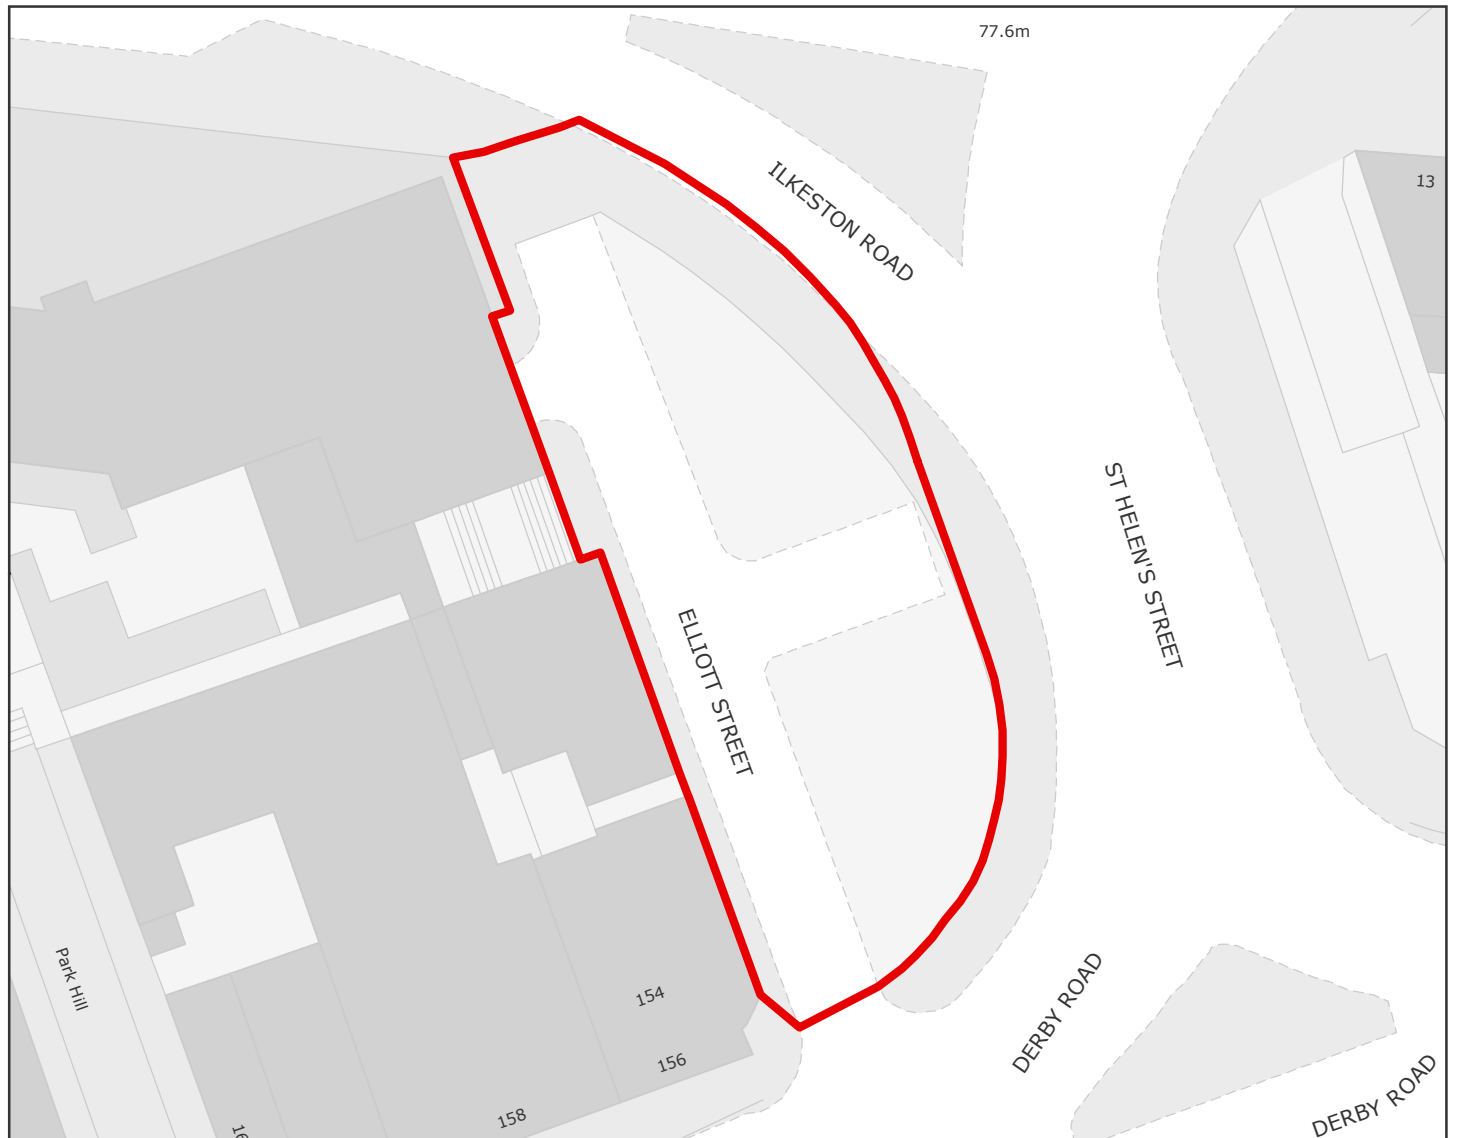 77.6m
ILKESTON ROAD
13
ST HELEN'S STREET
ELLIOTT STREET
Park Hill
154
DERBY ROAD
156
DERBY ROAD
158